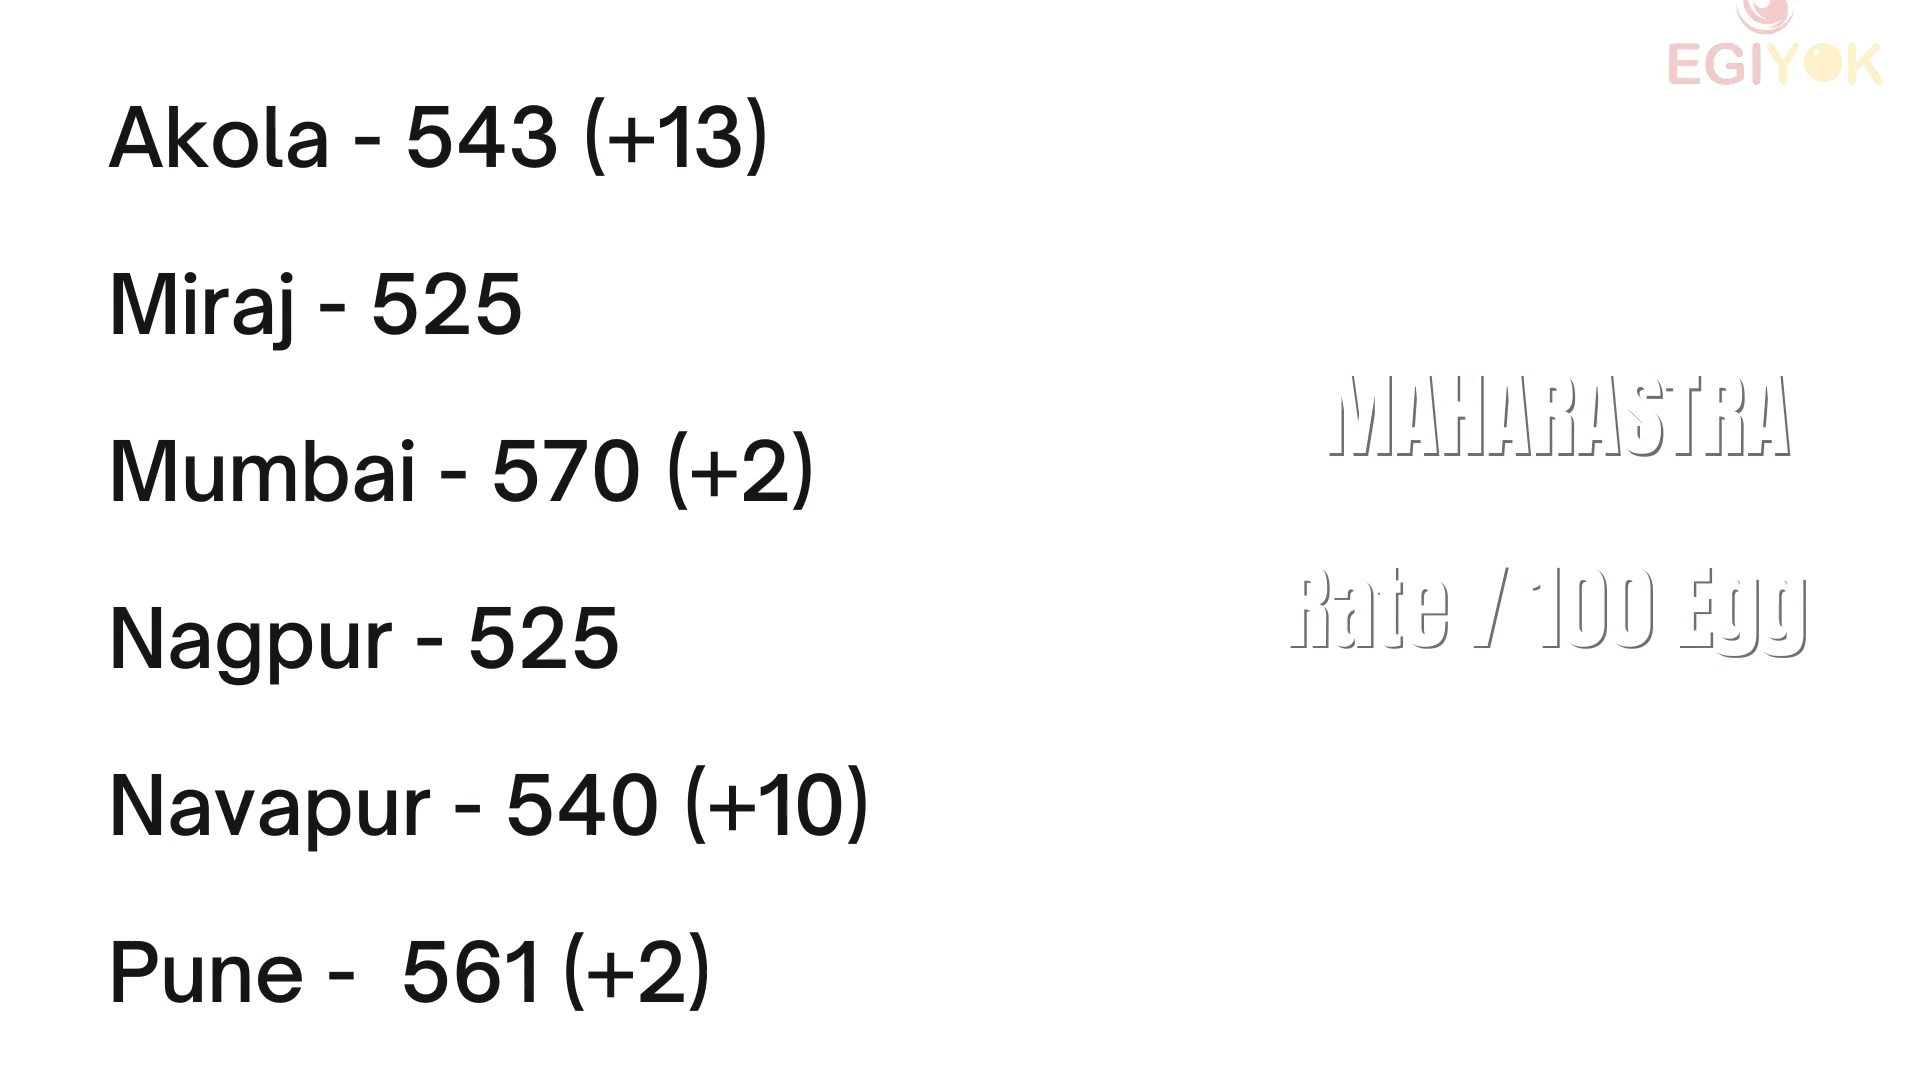 EGIYOK
Akola - 543 (+13)
Miraj - 525
Mumbai - 570 (+2)
Nagpur - 525
Navapur - 540 (+10)
Pune - 561 (+2)
MAHARASTRA
Rate / 100 Egg